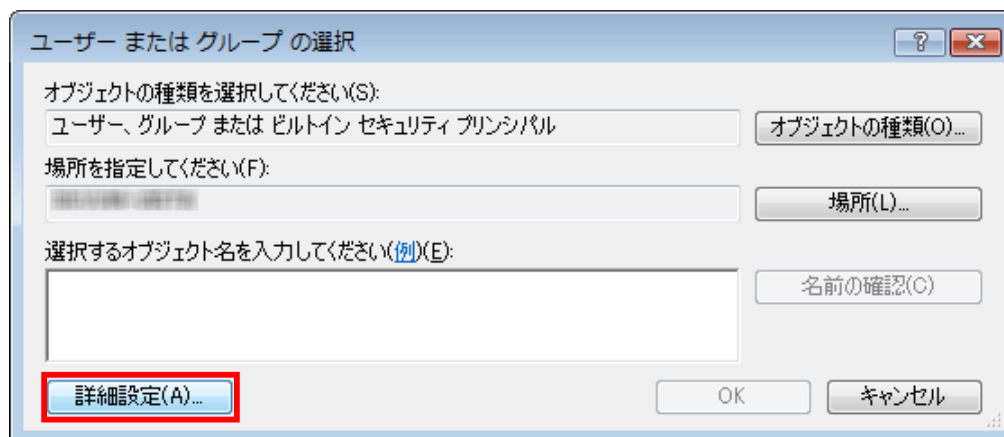 ユーザー または グループ の選択
オブジェクトの種類を選択してください(S):
ユーザー、グループ または ビルトイン セキュリティ プリンシパル
オブジェクトの種類(O)...
場所を指定してください(F):
場所(L)...
選択するオブジェクト名を入力してください(例)(E):
名前の確認(C)
詳細設定(A)...
OK
キャンセル